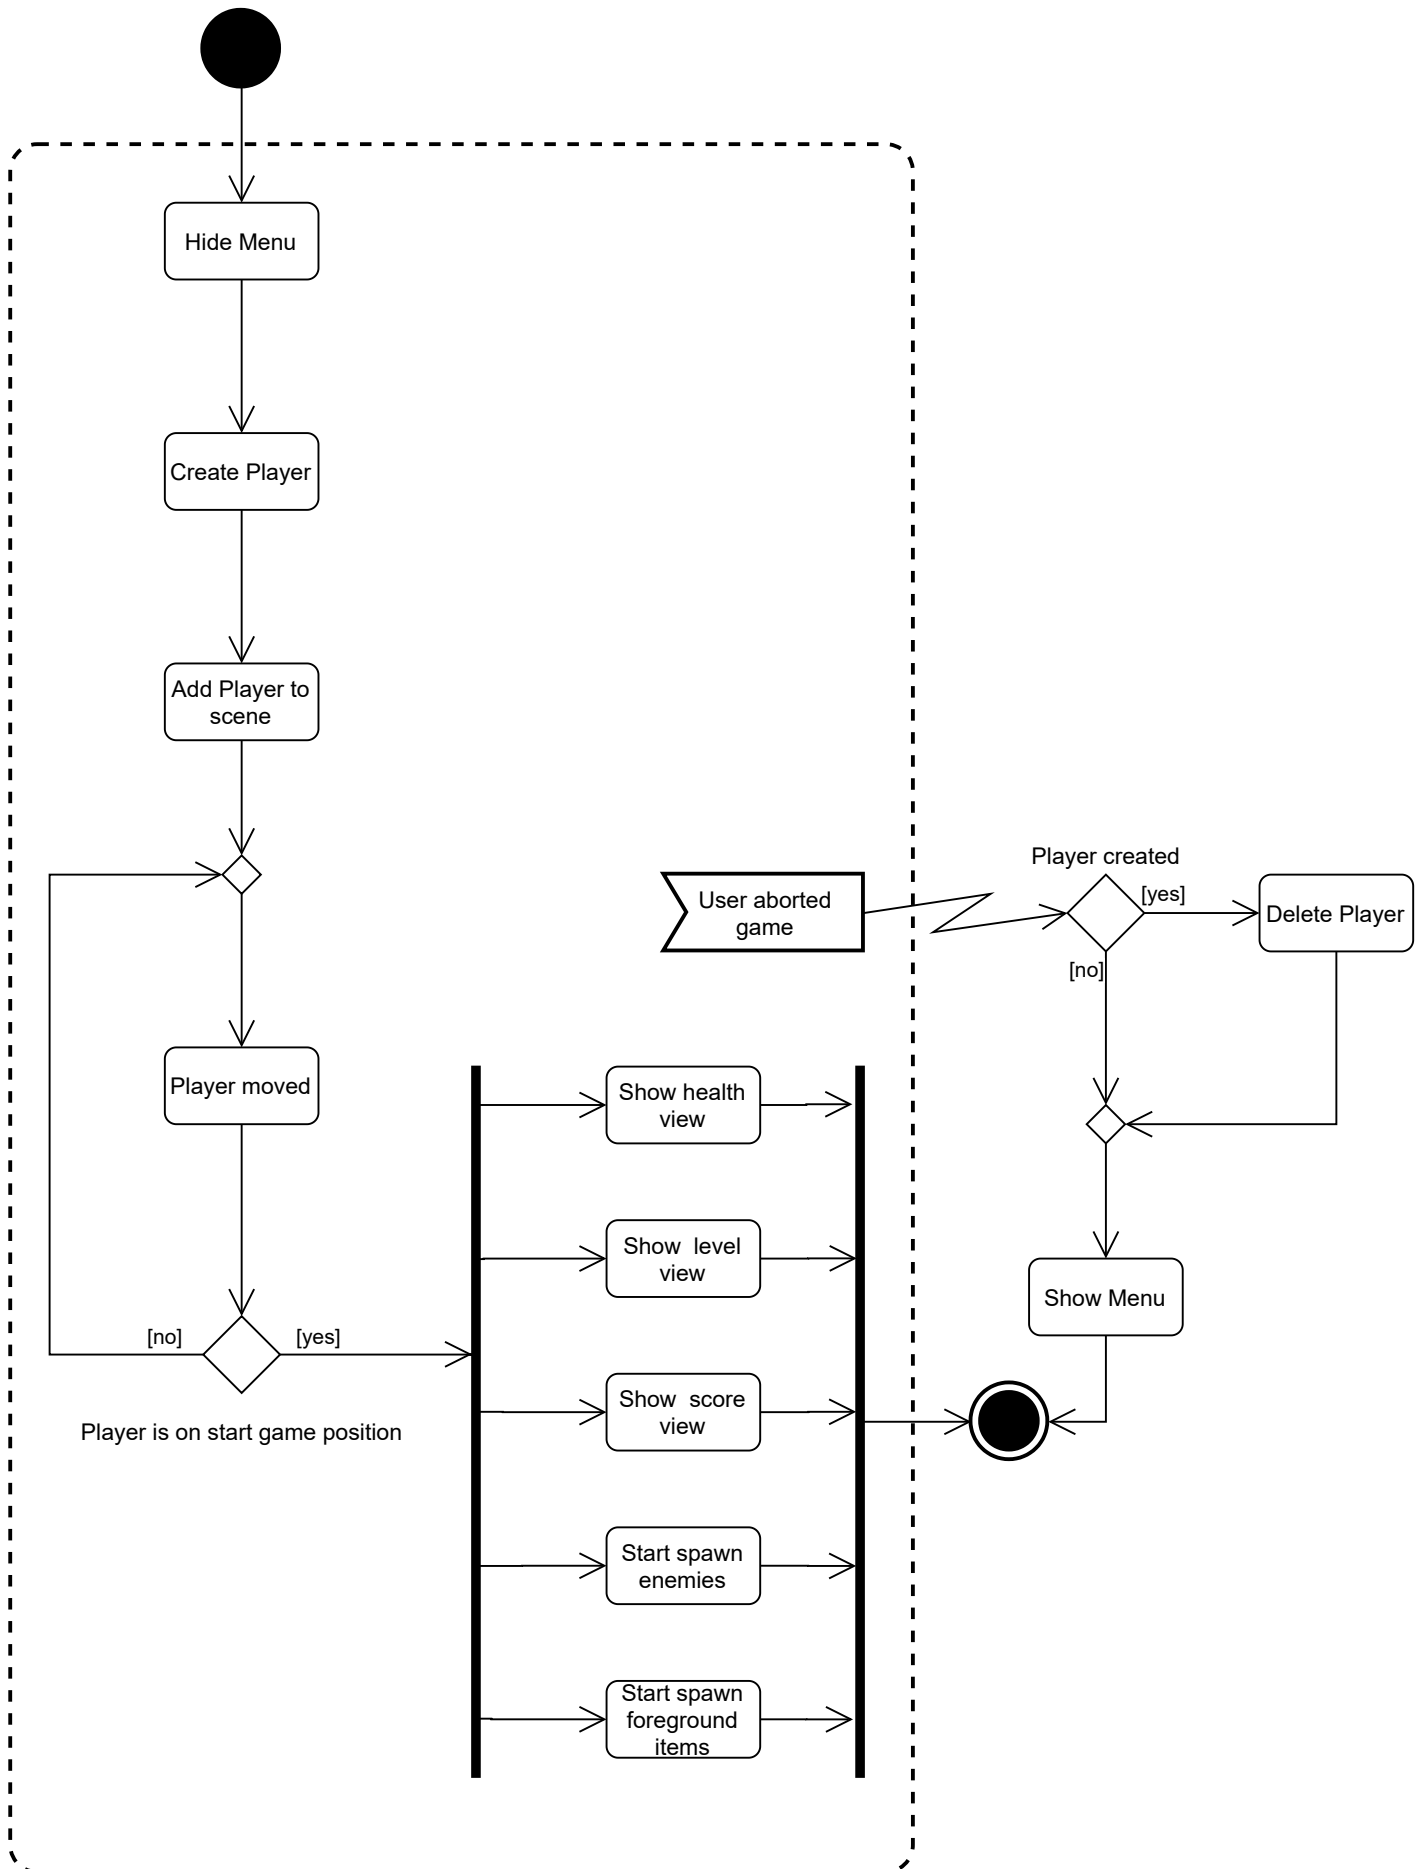 Hide Menu
Create Player
Add Player to
scene
Player created
User aborted
game
[yes]
Delete Player
[no]
Player moved
Show health
view
Show  level
view
Show Menu
[no]
[yes]
Player is on start game position
Show  score
view
Start spawn
enemies
Start spawn
foreground
items